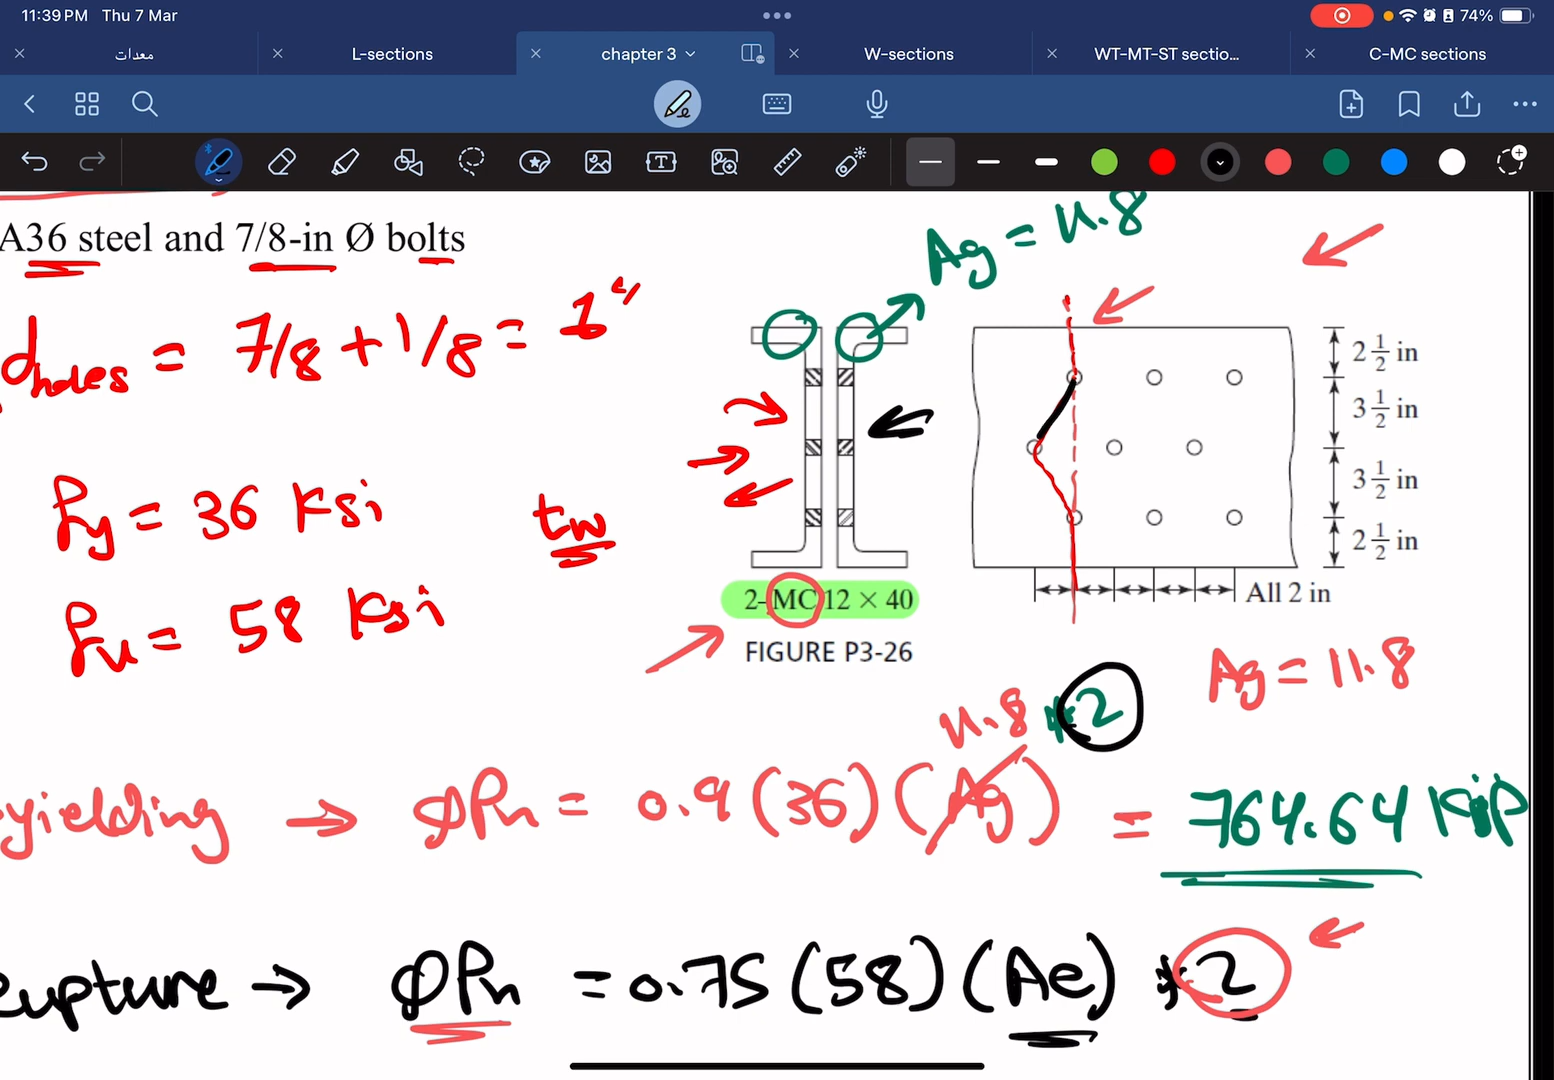 11:39 PM Thu 7 Mar
74%
معدات
L-sections
chapter 3
W-sections
WT-MT-ST sectio...
C-MC sections
A36 steel and 7/8-in Ø bolts
Ag = 11.8
dholes = 7/8 + 1/8 = 1"
2 1/2 in
3 1/2 in
3 1/2 in
2 1/2 in
All 2 in
Fy = 36 Ksi
tw
Fu = 58 Ksi
2-MC 12 × 40
FIGURE P3-26
Ag = 11.8
11.8 * 2
yielding → ØPn = 0.9 (36) (Ag) = 764.64 Kip
rupture → ØPn = 0.75 (58) (Ae) * 2